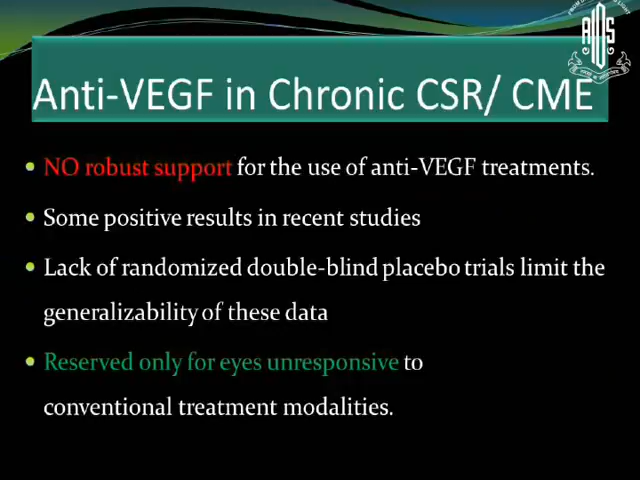 Anti-VEGF in Chronic CSR/ CME
NO robust support for the use of anti-VEGF treatments.
Some positive results in recent studies
Lack of randomized double-blind placebo trials limit the
generalizability of these data
Reserved only for eyes unresponsive to
conventional treatment modalities.